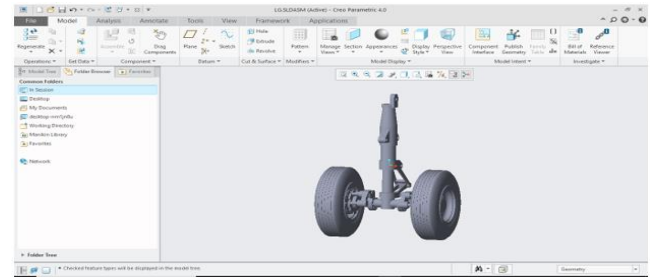 LG.SLDASM (Active) - Creo Parametric 4.0
File Model Analysis Annotate Tools View Framework Applications
Regenerate Assemble Drag Components Plane Sketch Hole Extrude Revolve Pattern Manage Views Section Appearances Display Style Perspective View Component Interface Publish Geometry Family Table Bill of Materials Reference Viewer
Operations Get Data Component Datum Cut & Surface Modifiers Model Display Model Intent Investigate
Model Tree Folder Browser Favorites
Common Folders
In Session
Desktop
My Documents
Working Directory
Manikin Library
Favorites
Network
Folder Tree
Checked feature types will be displayed in the model tree.
Geometry